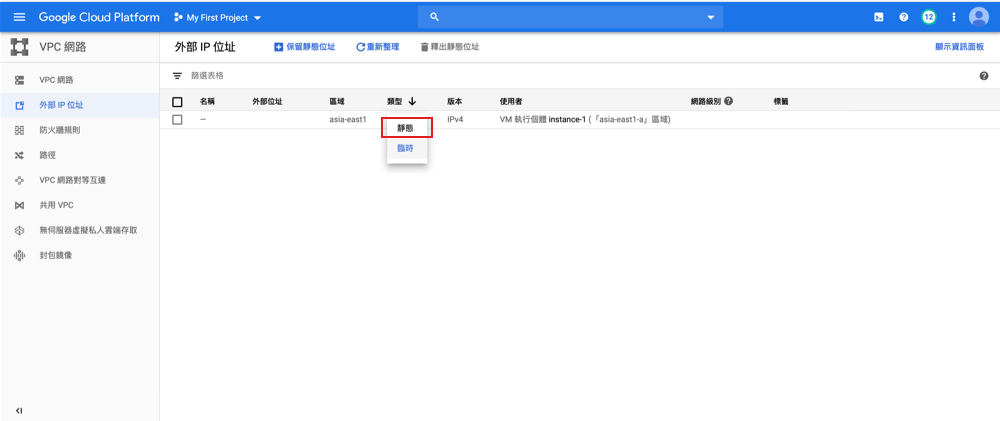 Google Cloud Platform My First Project 12
VPC 網路 外部 IP 位址 保留靜態位址 重新整理 釋出靜態位址 顯示資訊面板
VPC 網路 篩選表格
外部 IP 位址 名稱 外部位址 區域 類型 版本 使用者 網路級別 標籤
— asia-east1 靜態 IPv4 VM 執行個體 instance-1 (「asia-east1-a」區域)
防火牆規則
臨時
路徑
VPC 網路對等互連
共用 VPC
無伺服器虛擬私人雲端存取
封包鏡像